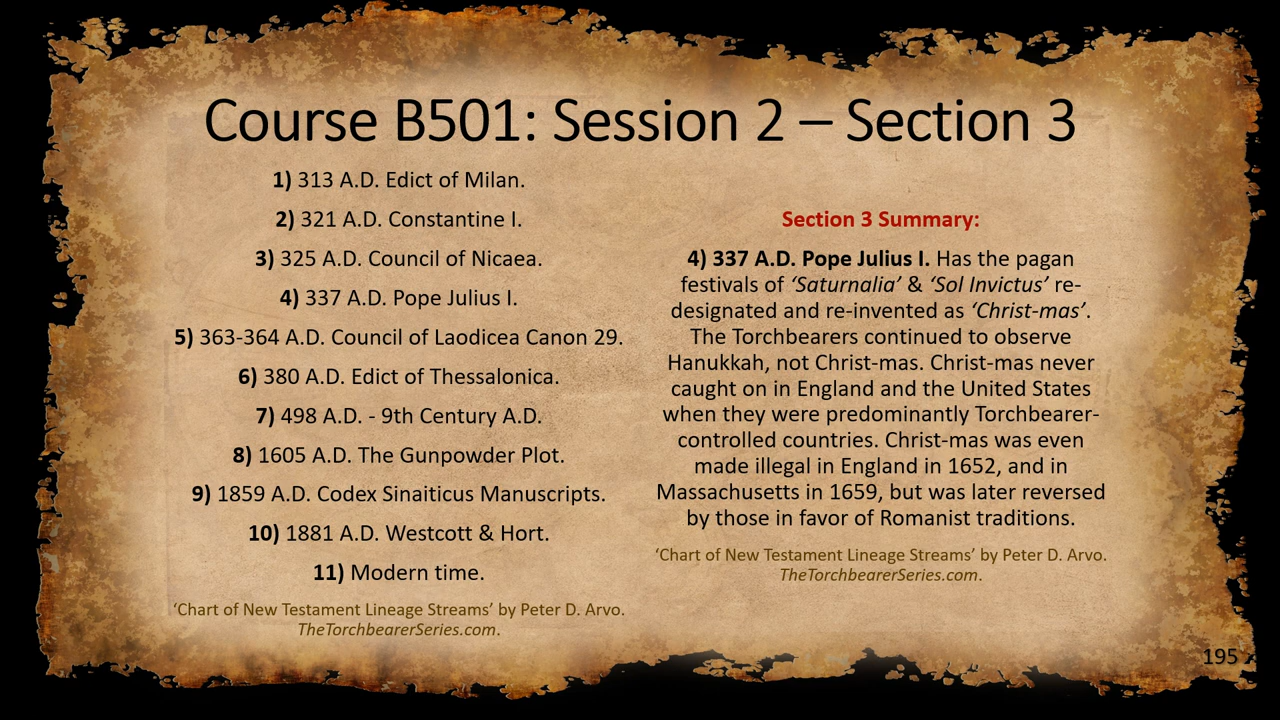 Course B501: Session 2 – Section 3
1) 313 A.D. Edict of Milan.
2) 321 A.D. Constantine I.
3) 325 A.D. Council of Nicaea.
4) 337 A.D. Pope Julius I.
5) 363-364 A.D. Council of Laodicea Canon 29.
6) 380 A.D. Edict of Thessalonica.
7) 498 A.D. - 9th Century A.D.
8) 1605 A.D. The Gunpowder Plot.
9) 1859 A.D. Codex Sinaiticus Manuscripts.
10) 1881 A.D. Westcott & Hort.
11) Modern time.
‘Chart of New Testament Lineage Streams’ by Peter D. Arvo.
TheTorchbearerSeries.com.
Section 3 Summary:
4) 337 A.D. Pope Julius I. Has the pagan
festivals of ‘Saturnalia’ & ‘Sol Invictus’ re-
designated and re-invented as ‘Christ-mas’.
The Torchbearers continued to observe
Hanukkah, not Christ-mas. Christ-mas never
caught on in England and the United States
when they were predominantly Torchbearer-
controlled countries. Christ-mas was even
made illegal in England in 1652, and in
Massachusetts in 1659, but was later reversed
by those in favor of Romanist traditions.
‘Chart of New Testament Lineage Streams’ by Peter D. Arvo.
TheTorchbearerSeries.com.
195